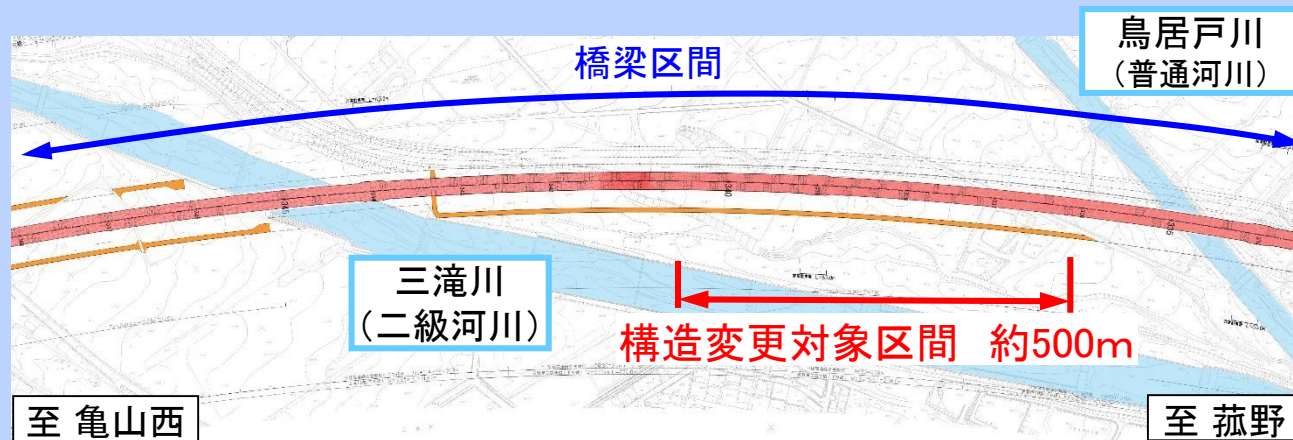 鳥居戸川
（普通河川）
橋梁区間
三滝川
（二級河川）
構造変更対象区間 約500m
至 亀山西
至 菰野